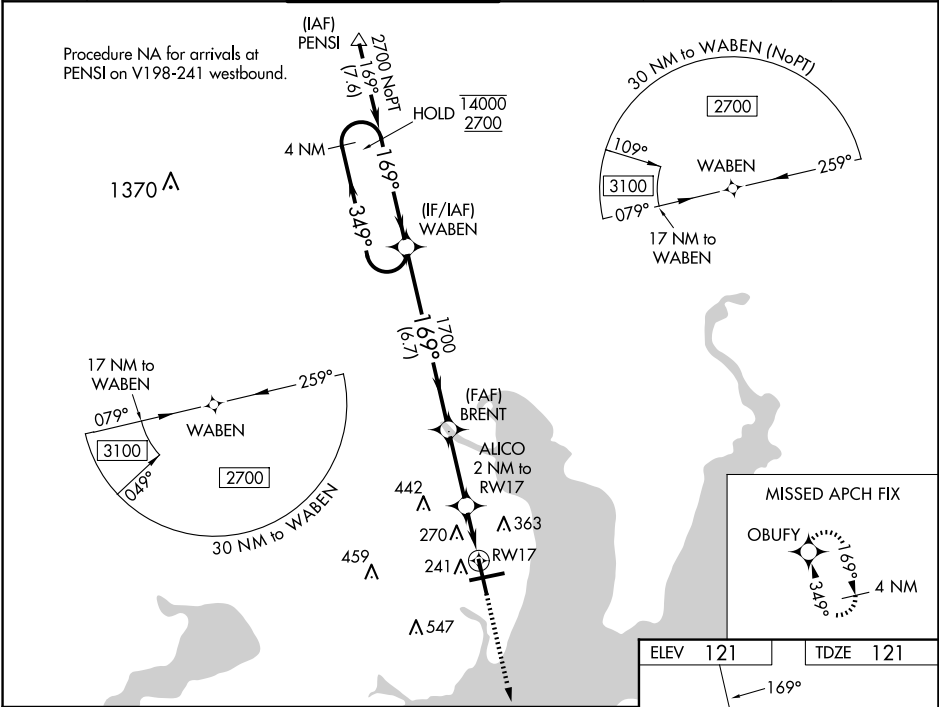 (IAF)
PENSI
Procedure NA for arrivals at
PENSI on V198-241 westbound.
2700 NoPT
169°
(7.6)
HOLD
14000
2700
4 NM
169°
349°
1370
(IF/IAF)
WABEN
30 NM to WABEN (NoPT)
2700
109°
WABEN
259°
3100
079°
17 NM to
WABEN
1700
169°
(6.7)
17 NM to
WABEN
259°
079°
WABEN
3100
2700
049°
30 NM to WABEN
(FAF)
BRENT
ALICO
2 NM to
RW17
442
270
363
459
241
RW17
547
MISSED APCH FIX
OBUFY
169°
349°
4 NM
ELEV 121
TDZE 121
169°